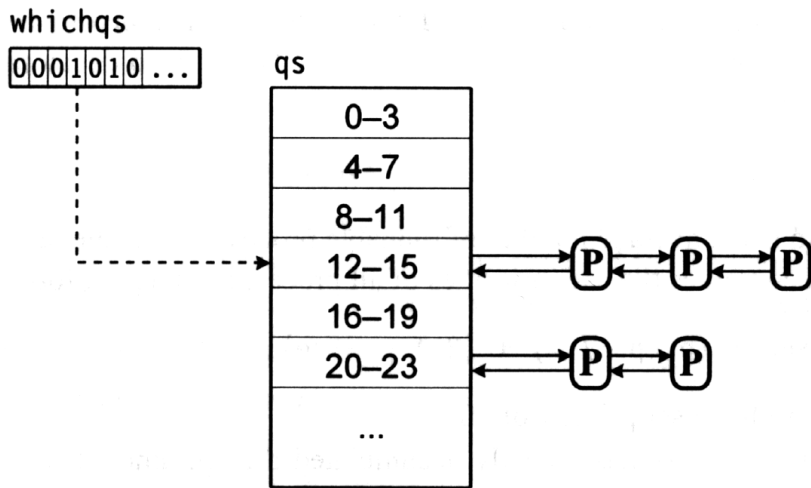 whichqs
0001010 ...
qs
0–3
4–7
8–11
12–15
P P P
16–19
20–23
P P
...